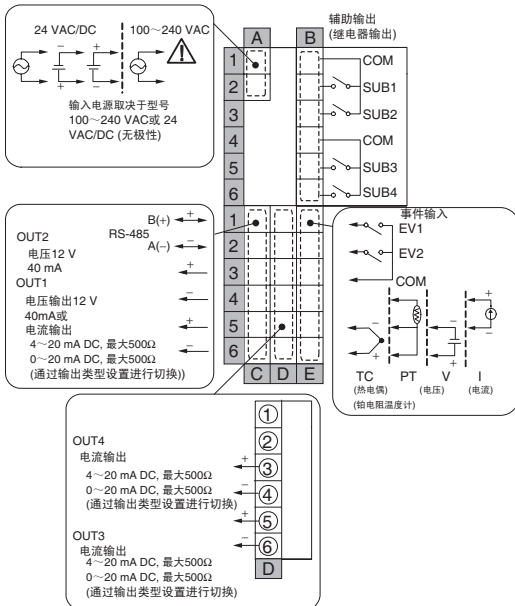 24 VAC/DC
100～240 VAC
－
＋
＋
－
输入电源取决于型号
100～240 VAC或 24
VAC/DC (无极性)
A
B
1
2
3
4
5
6
辅助输出
(继电器输出)
COM
SUB1
SUB2
COM
SUB3
SUB4
B(+)
+
－
RS-485
A(−)
－
+
OUT2
电压12 V
40 mA
+
－
OUT1
电压输出12 V
40mA或
电流输出
4～20 mA DC, 最大500Ω
0～20 mA DC, 最大500Ω
(通过输出类型设置进行切换))
+
－
1
2
3
4
5
6
C
D
E
事件输入
EV1
EV2
COM
－
+
－
+
+
－
TC
(热电偶)
PT
(铂电阻温度计)
V
(电压)
I
(电流)
OUT4
电流输出
4～20 mA DC, 最大500Ω
0～20 mA DC, 最大500Ω
(通过输出类型设置进行切换)
+
－
OUT3
电流输出
4～20 mA DC, 最大500Ω
0～20 mA DC, 最大500Ω
(通过输出类型设置进行切换)
+
－
①
②
③
④
⑤
⑥
D